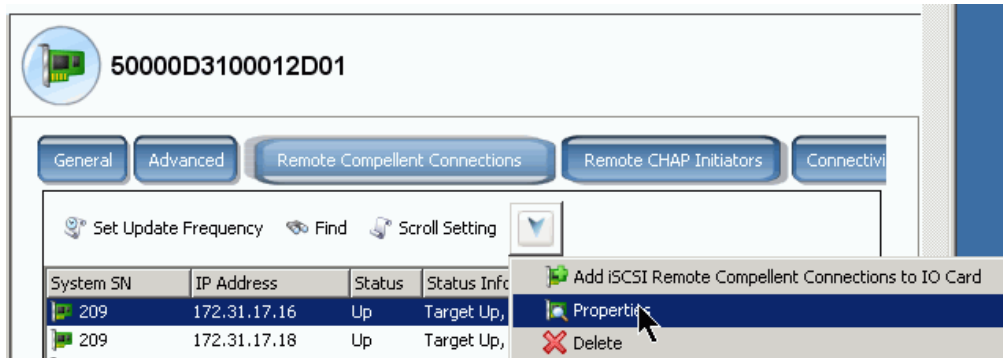 50000D3100012D01
General Advanced Remote Compellent Connections Remote CHAP Initiators Connectivi
Set Update Frequency Find Scroll Setting
System SN IP Address Status Status Info
Add iSCSI Remote Compellent Connections to IO Card
209 172.31.17.16 Up Target Up, Properties
209 172.31.17.18 Up Target Up, Delete